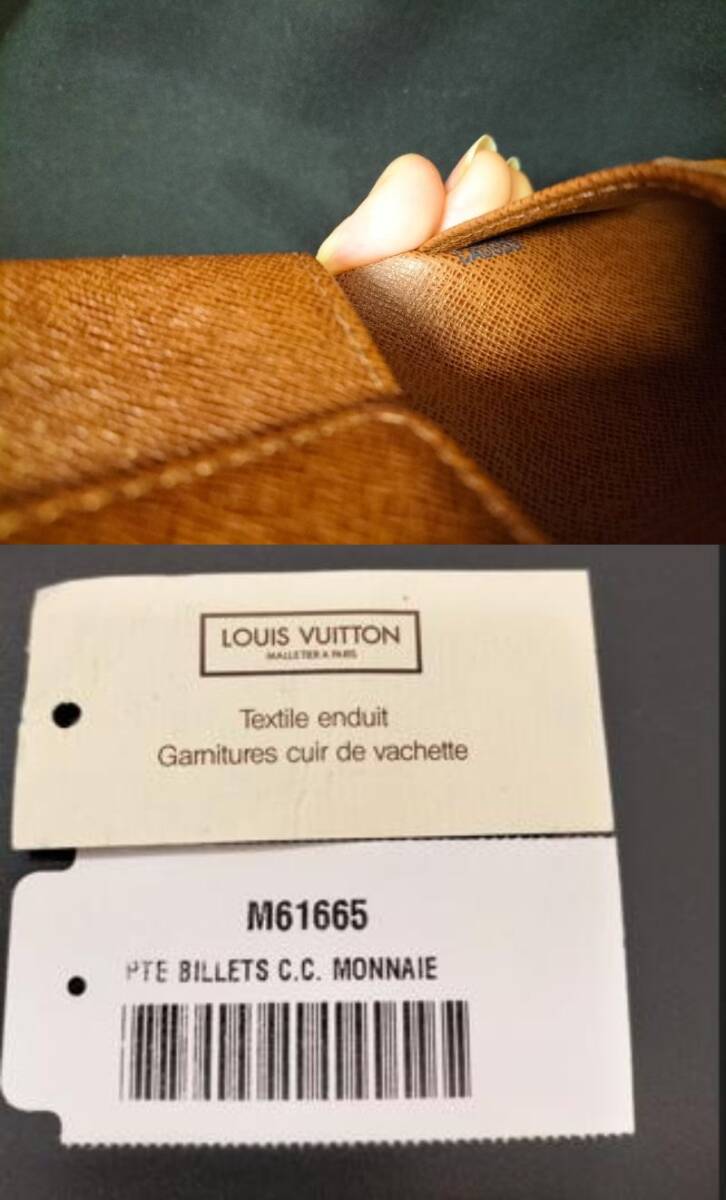 LOUIS VUITTON
MALLETIER A PARIS
Textile enduit
Garnitures cuir de vachette
M61665
PTE BILLETS C.C. MONNAIE